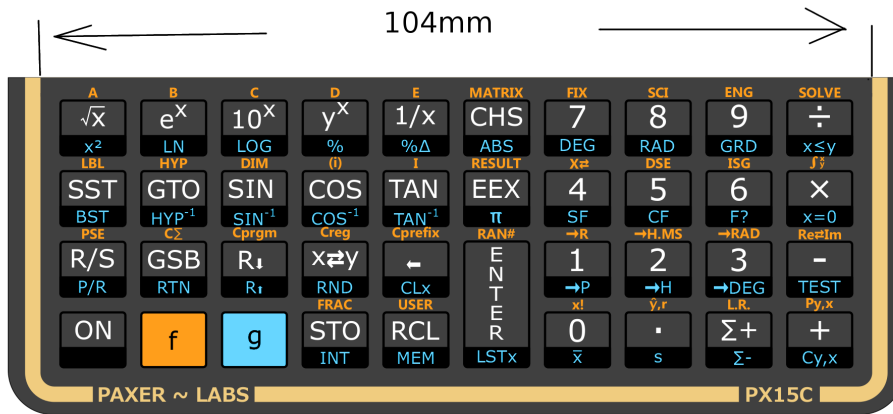 104mm
A B C D E MATRIX FIX SCI ENG SOLVE
√x eˣ 10ˣ yˣ 1/x CHS 7 8 9 ÷
x² LN LOG % %Δ ABS DEG RAD GRD x≤y
LBL HYP DIM (i) I RESULT X⇄ DSE ISG ∫ˣy
SST GTO SIN COS TAN EEX 4 5 6 ×
BST HYP⁻¹ SIN⁻¹ COS⁻¹ TAN⁻¹ π SF CF F? x=0
PSE CΣ Cprgm Creg Cprefix RAN# →R →H.MS →RAD Re⇄Im
R/S GSB R⬇ x⇄y ← ENTER 1 2 3 -
P/R RTN R⬆ RND CLx →P →H →DEG TEST
FRAC USER x! ŷ,r L.R. Py,x
ON f g STO RCL 0 · Σ+ +
INT MEM LSTx x̄ s Σ- Cy,x
PAXER ~ LABS PX15C